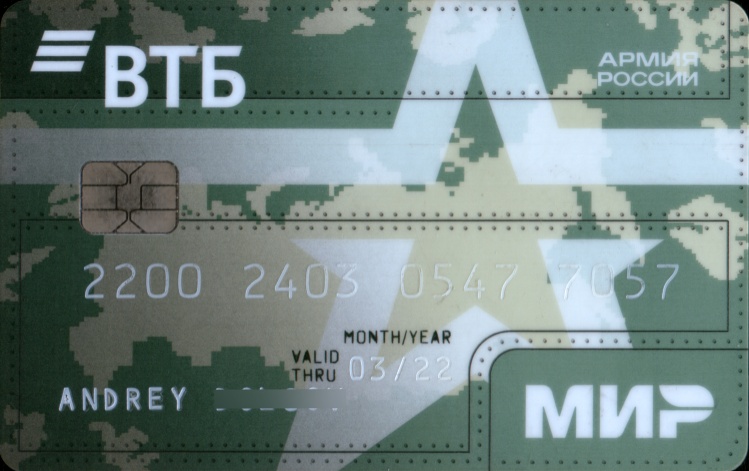 ВТБ
АРМИЯ
РОССИИ
2200 2403 0547 7057
MONTH/YEAR
VALID
THRU 03/22
ANDREY
МИР